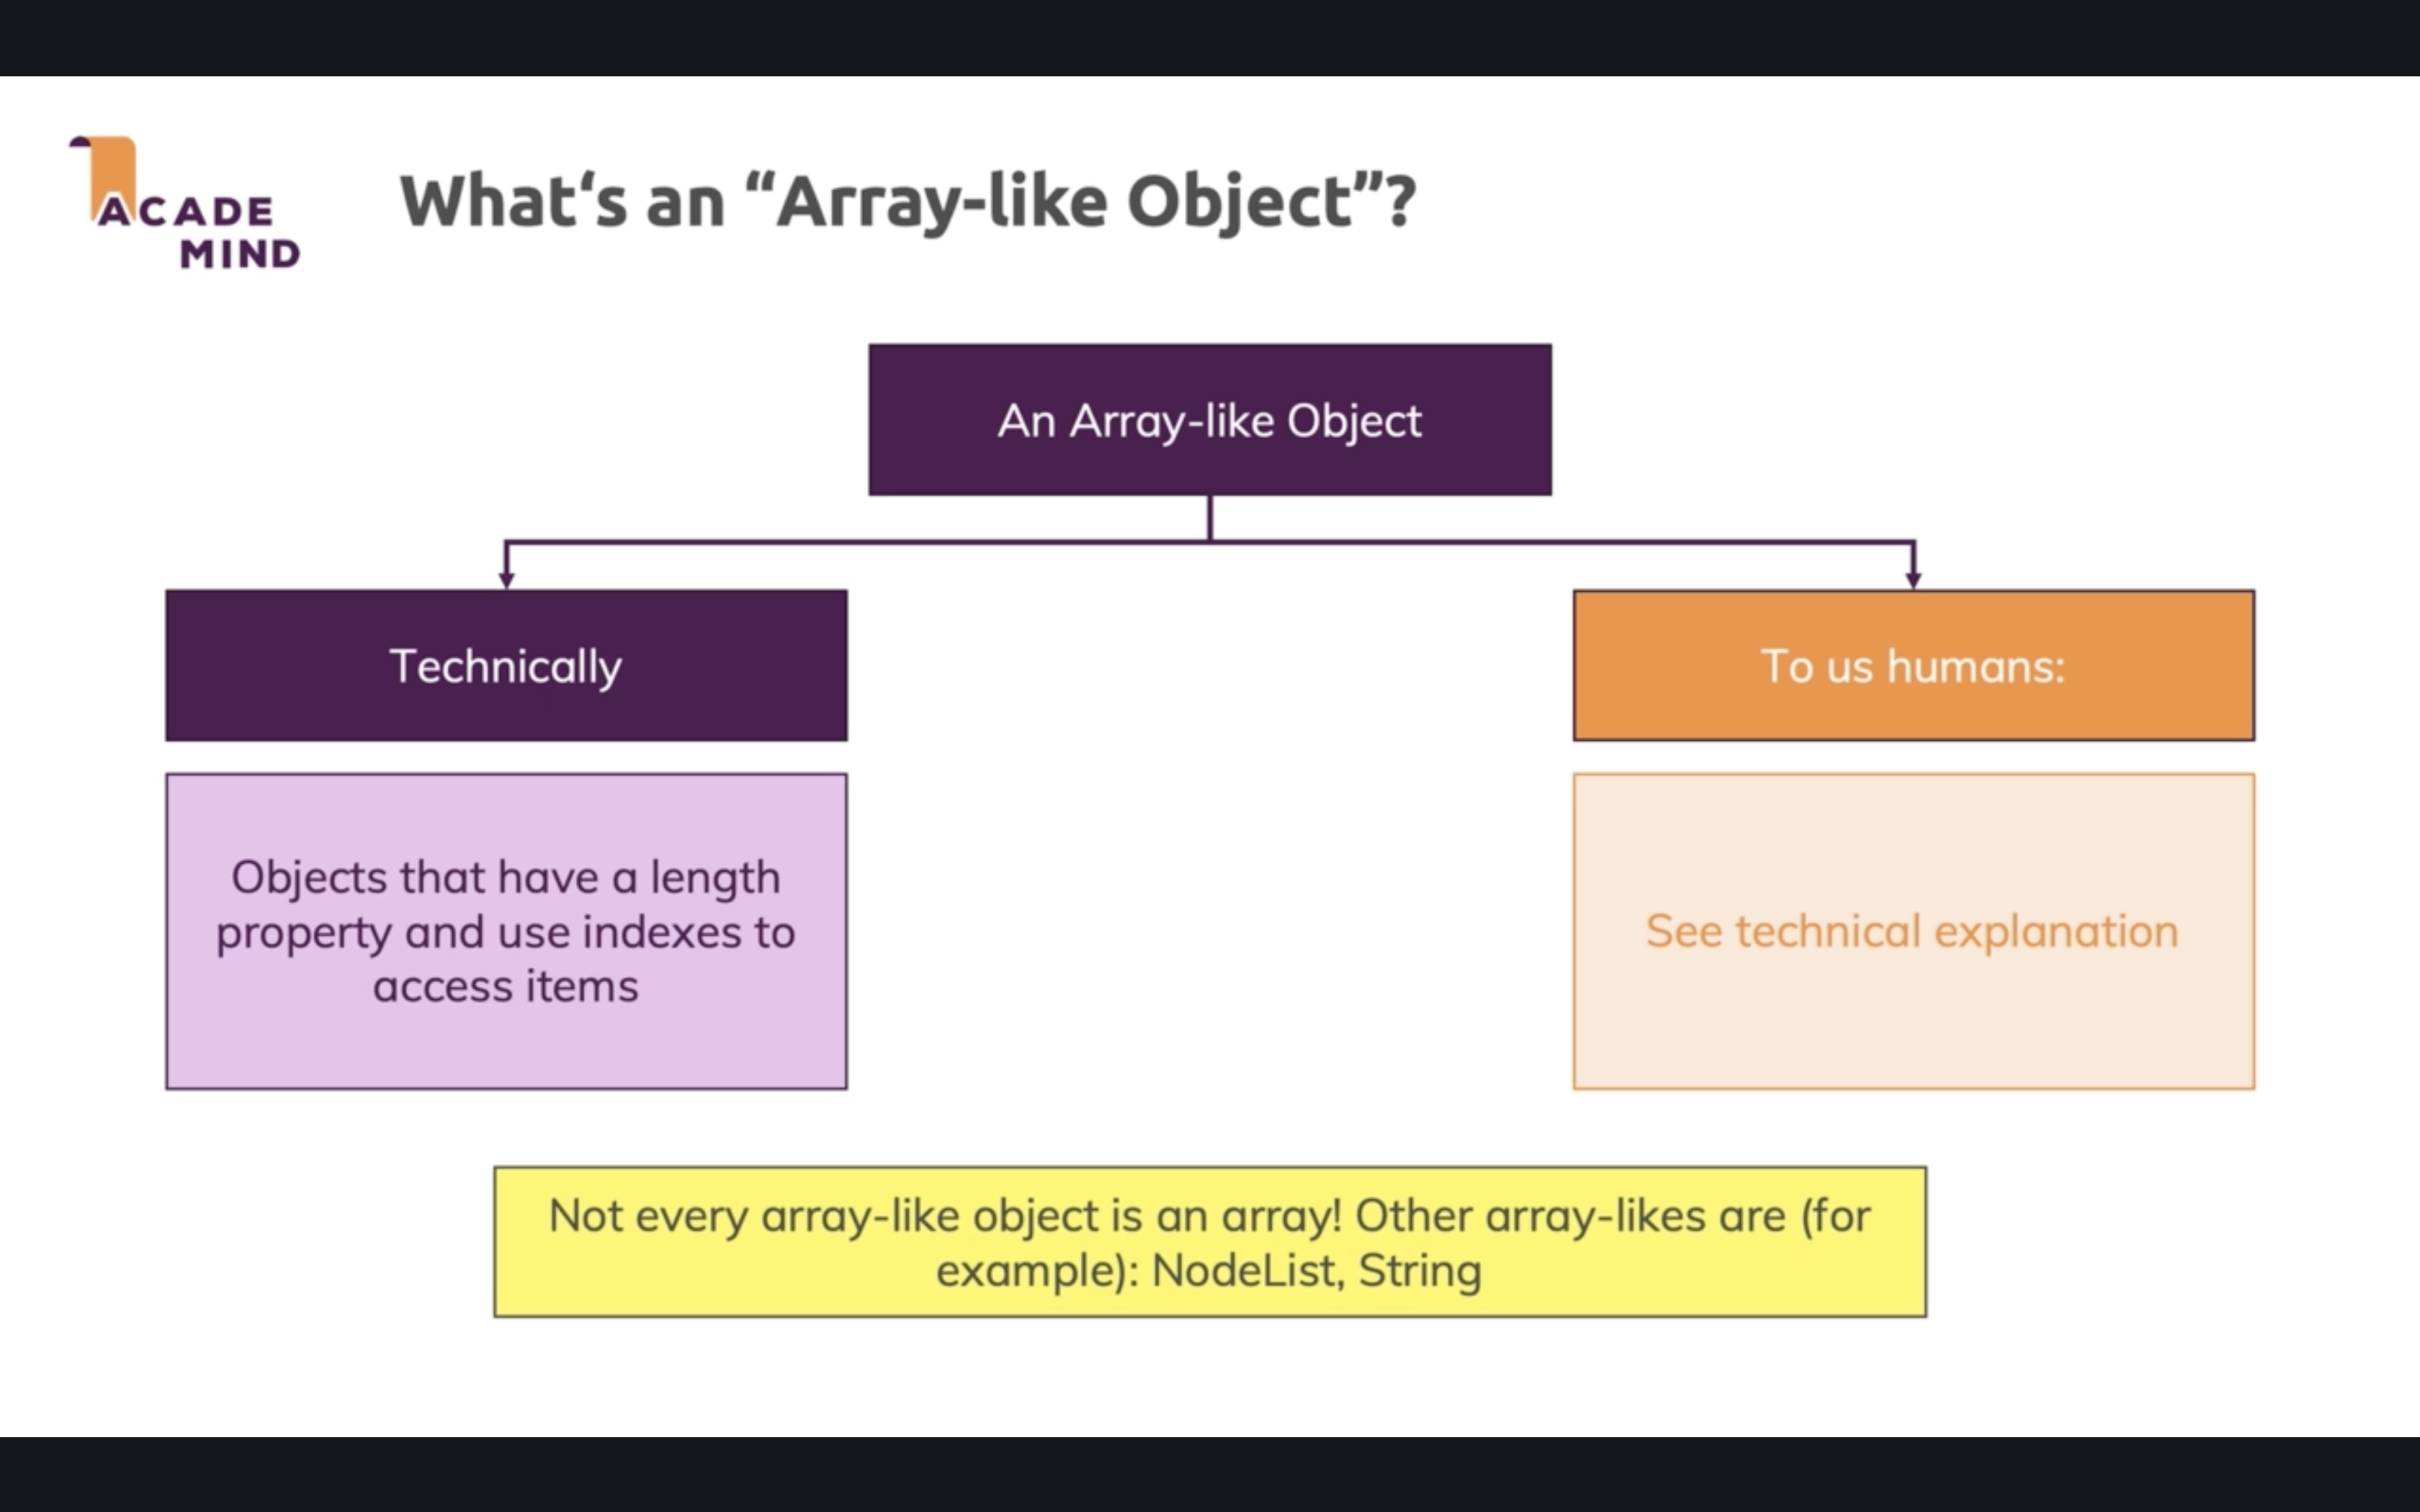 ACADE
MIND
What‘s an “Array-like Object”?
An Array-like Object
Technically
To us humans:
Objects that have a length
property and use indexes to
access items
See technical explanation
Not every array-like object is an array! Other array-likes are (for
example): NodeList, String